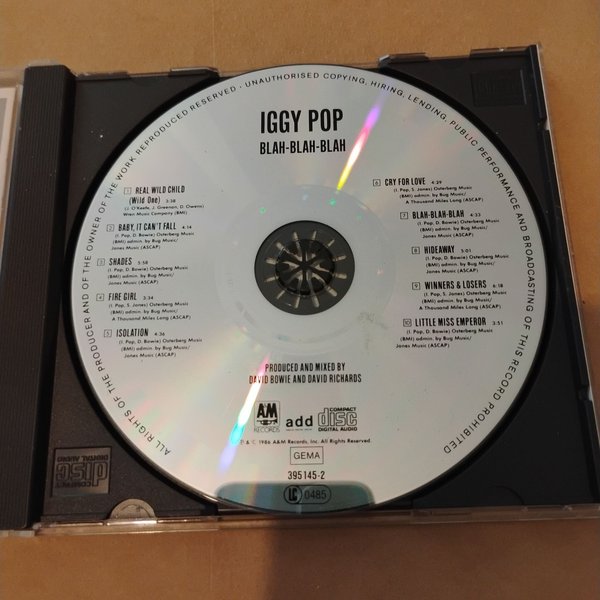 ALL RIGHTS OF THE PRODUCER AND OF THE OWNER OF THE WORK REPRODUCED RESERVED · UNAUTHORISED COPYING, HIRING, LENDING, PUBLIC PERFORMANCE AND BROADCASTING OF THIS RECORD PROHIBITED
IGGY POP
BLAH-BLAH-BLAH
1 REAL WILD CHILD
(Wild One) 3:38
(J. O'Keefe, J. Greenan, D. Owens)
Wren Music Company (BMI)
2 BABY, IT CAN'T FALL 4:14
(I. Pop, D. Bowie) Osterberg Music
(BMI) admin. by Bug Music/
Jones Music (ASCAP)
3 SHADES 5:58
(I. Pop, D. Bowie) Osterberg Music
(BMI) admin. by Bug Music/
Jones Music (ASCAP)
4 FIRE GIRL 3:34
(I. Pop, S. Jones) Osterberg Music
(BMI) admin. by Bug Music/
A Thousand Miles Long (ASCAP)
5 ISOLATION 4:36
(I. Pop, D. Bowie) Osterberg Music
(BMI) admin. by Bug Music/
Jones Music (ASCAP)
6 CRY FOR LOVE 4:29
(I. Pop, S. Jones) Osterberg Music
(BMI) admin. by Bug Music/
A Thousand Miles Long (ASCAP)
7 BLAH-BLAH-BLAH 4:33
(I. Pop, D. Bowie) Osterberg Music
(BMI) admin. by Bug Music/
Jones Music (ASCAP)
8 HIDEAWAY 5:01
(I. Pop, D. Bowie) Osterberg Music
(BMI) admin. by Bug Music/
Jones Music (ASCAP)
9 WINNERS & LOSERS 6:18
(I. Pop, S. Jones) Osterberg Music
(BMI) admin. by Bug Music/
A Thousand Miles Long (ASCAP)
10 LITTLE MISS EMPEROR 3:51
(I. Pop, D. Bowie) Osterberg Music
(BMI) admin. by Bug Music/
Jones Music (ASCAP)
PRODUCED AND MIXED BY
DAVID BOWIE AND DAVID RICHARDS
A&M RECORDS
add
COMPACT disc DIGITAL AUDIO
℗ & © 1986 A&M Records, Inc. All Rights Reserved.
GEMA
395 145-2
LC 0485
COMPACT disc DIGITAL AUDIO